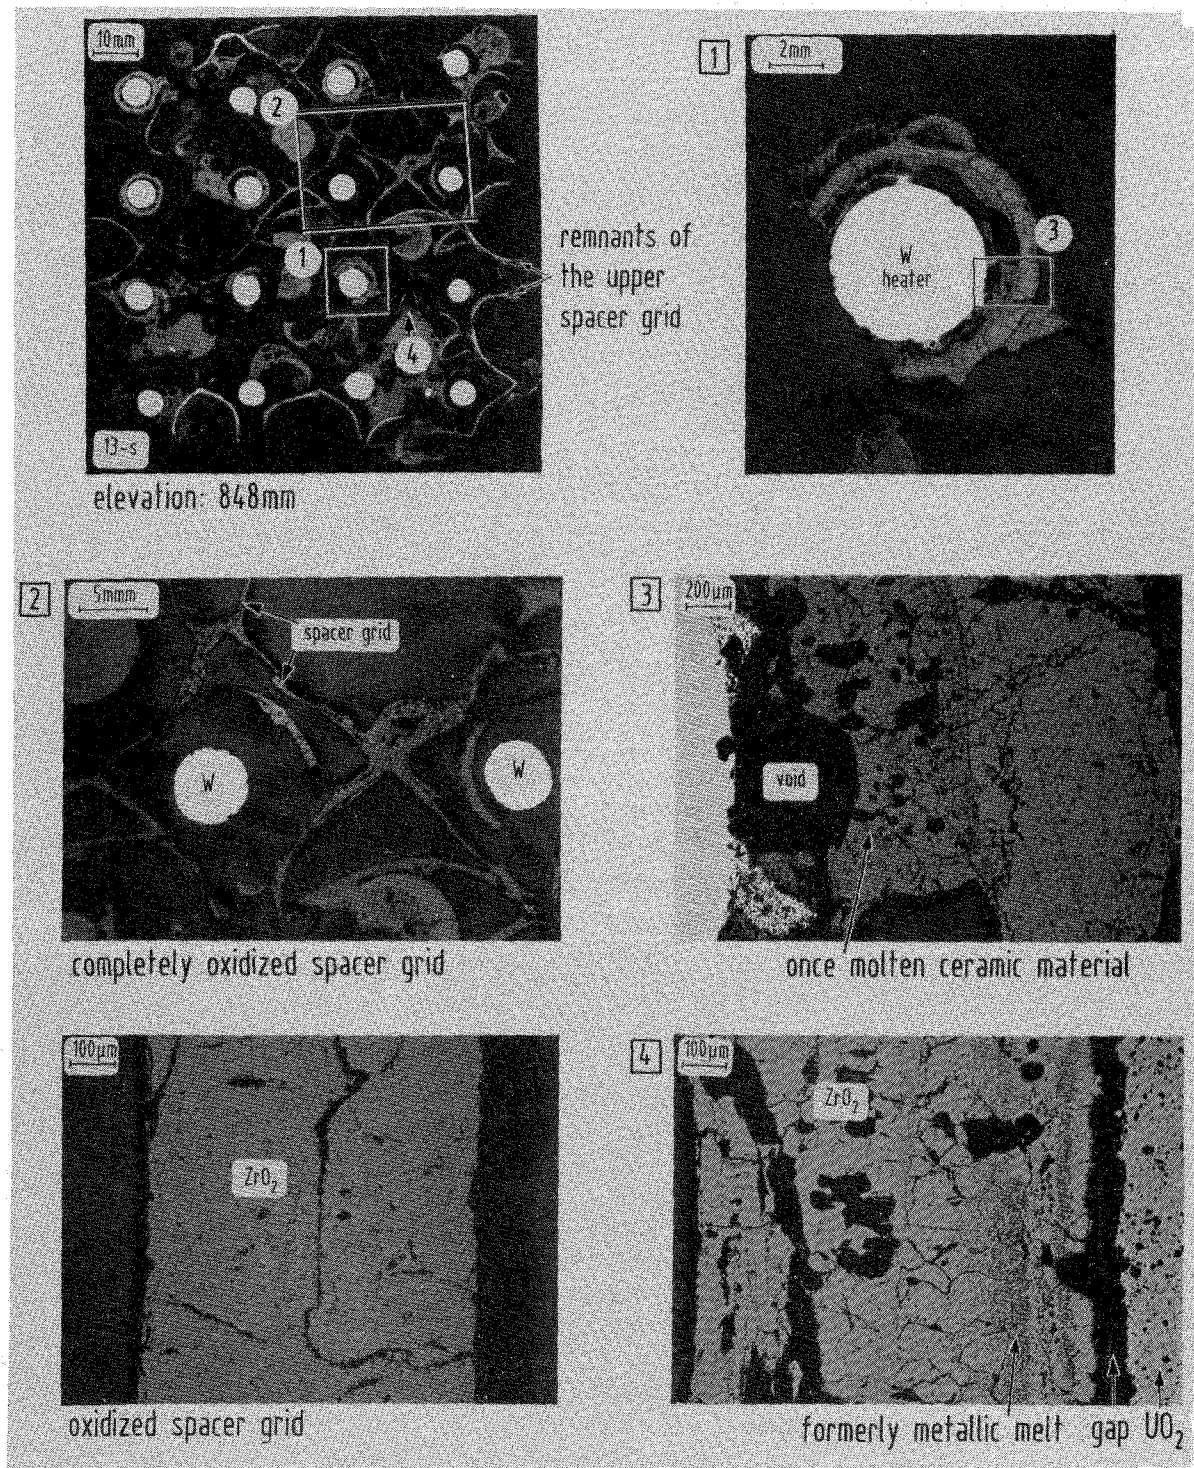 10mm
2
1
4
13-s
remnants of
the upper
spacer grid
elevation: 848mm
1
2mm
W
heater
3
2
5mmm
spacer grid
W
W
completely oxidized spacer grid
3
200µm
void
once molten ceramic material
100µm
ZrO₂
oxidized spacer grid
4
100µm
ZrO₂
formerly metallic melt gap UO₂